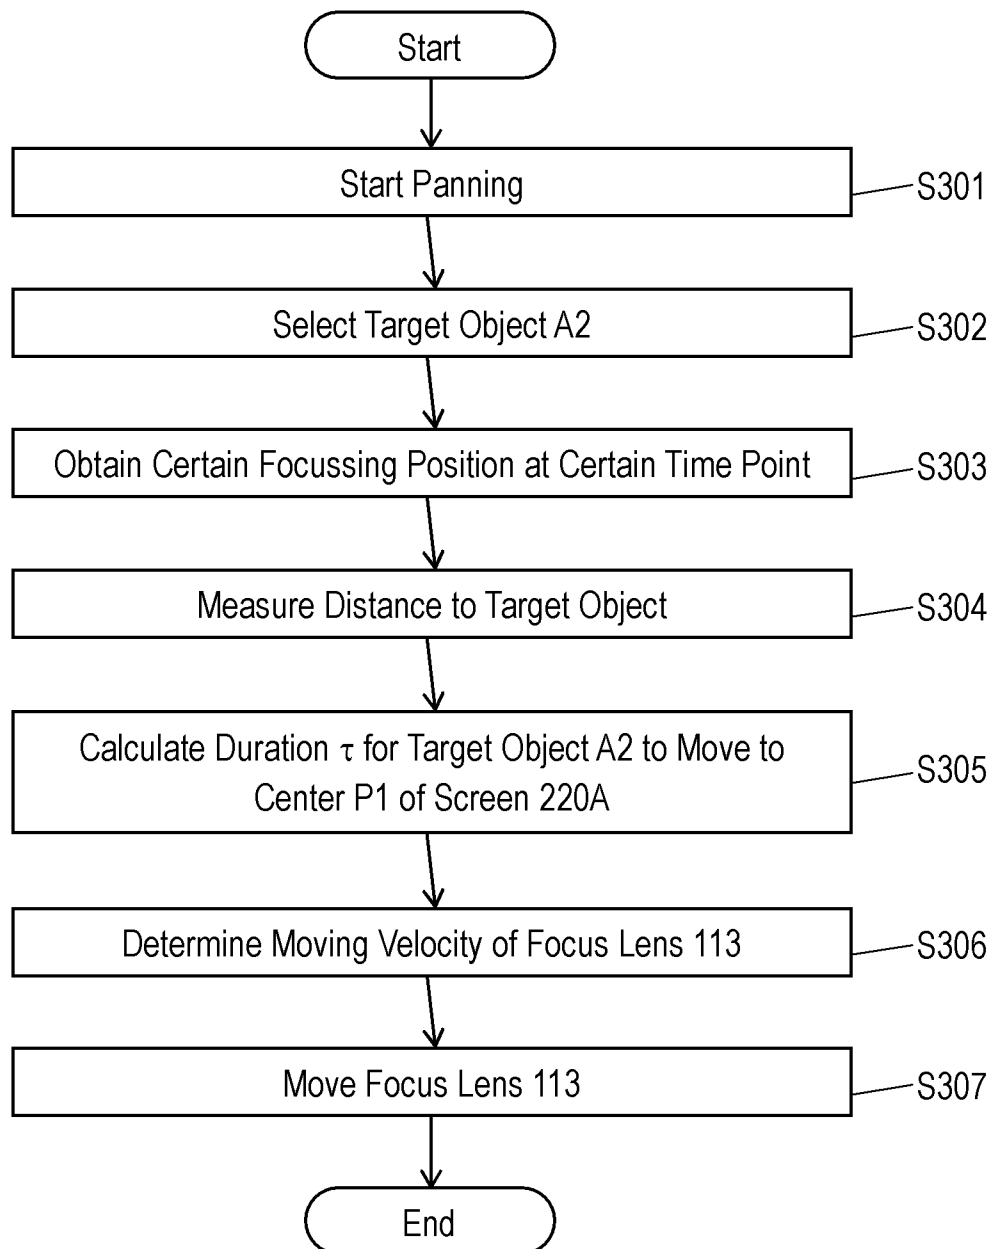 Start
Start Panning
S301
Select Target Object A2
S302
Obtain Certain Focussing Position at Certain Time Point
S303
Measure Distance to Target Object
S304
Calculate Duration τ for Target Object A2 to Move to
Center P1 of Screen 220A
S305
Determine Moving Velocity of Focus Lens 113
S306
Move Focus Lens 113
S307
End